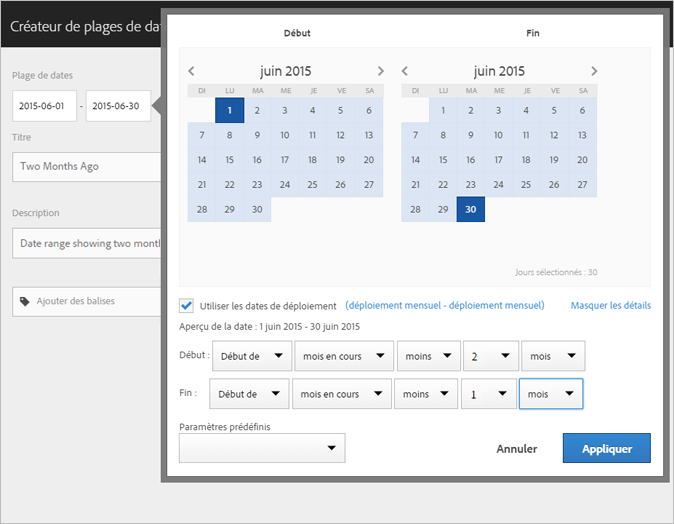 Créateur de plages de da
Plage de dates
2015-06-01 - 2015-06-30
Titre
Two Months Ago
Description
Date range showing two month
Ajouter des balises
Début Fin
juin 2015 juin 2015
DI LU MA ME JE VE SA DI LU MA ME JE VE SA
1 2 3 4 5 6 1 2 3 4 5 6
7 8 9 10 11 12 13 7 8 9 10 11 12 13
14 15 16 17 18 19 20 14 15 16 17 18 19 20
21 22 23 24 25 26 27 21 22 23 24 25 26 27
28 29 30 28 29 30
Jours sélectionnés : 30
Utiliser les dates de déploiement (déploiement mensuel - déploiement mensuel) Masquer les détails
Aperçu de la date : 1 juin 2015 - 30 juin 2015
Début : Début de mois en cours moins 2 mois
Fin : Début de mois en cours moins 1 mois
Paramètres prédéfinis
Annuler Appliquer